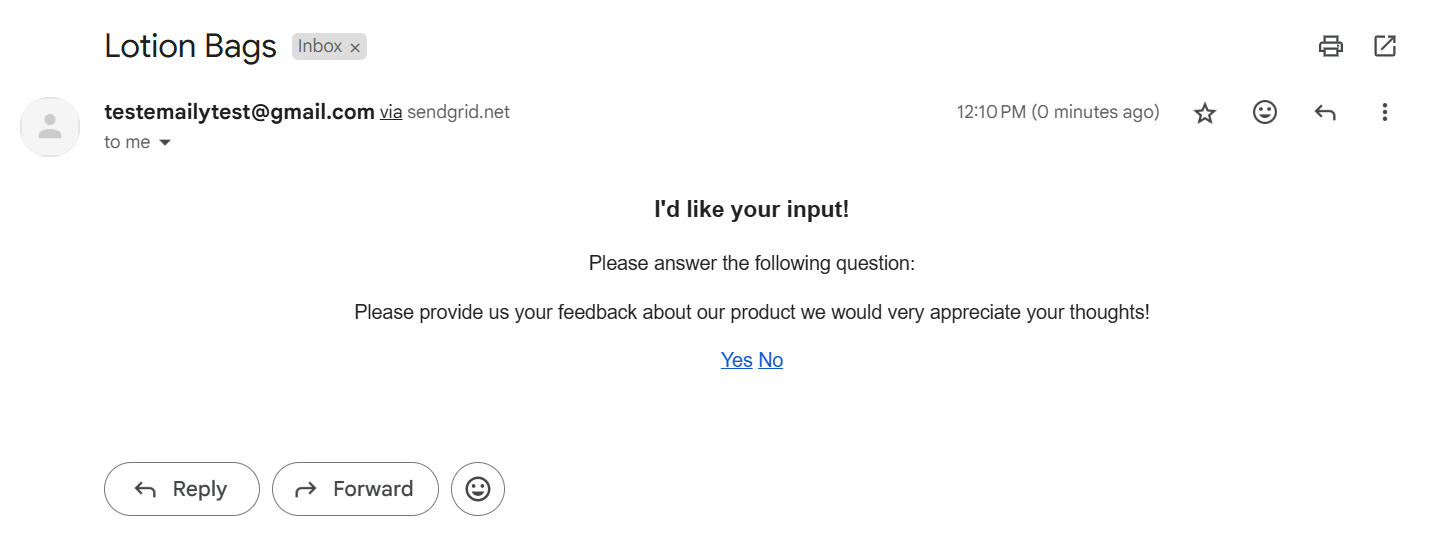 Lotion Bags Inbox ×
testemailytest@gmail.com via sendgrid.net 12:10 PM (0 minutes ago)
to me
I'd like your input!
Please answer the following question:
Please provide us your feedback about our product we would very appreciate your thoughts!
Yes No
Reply Forward